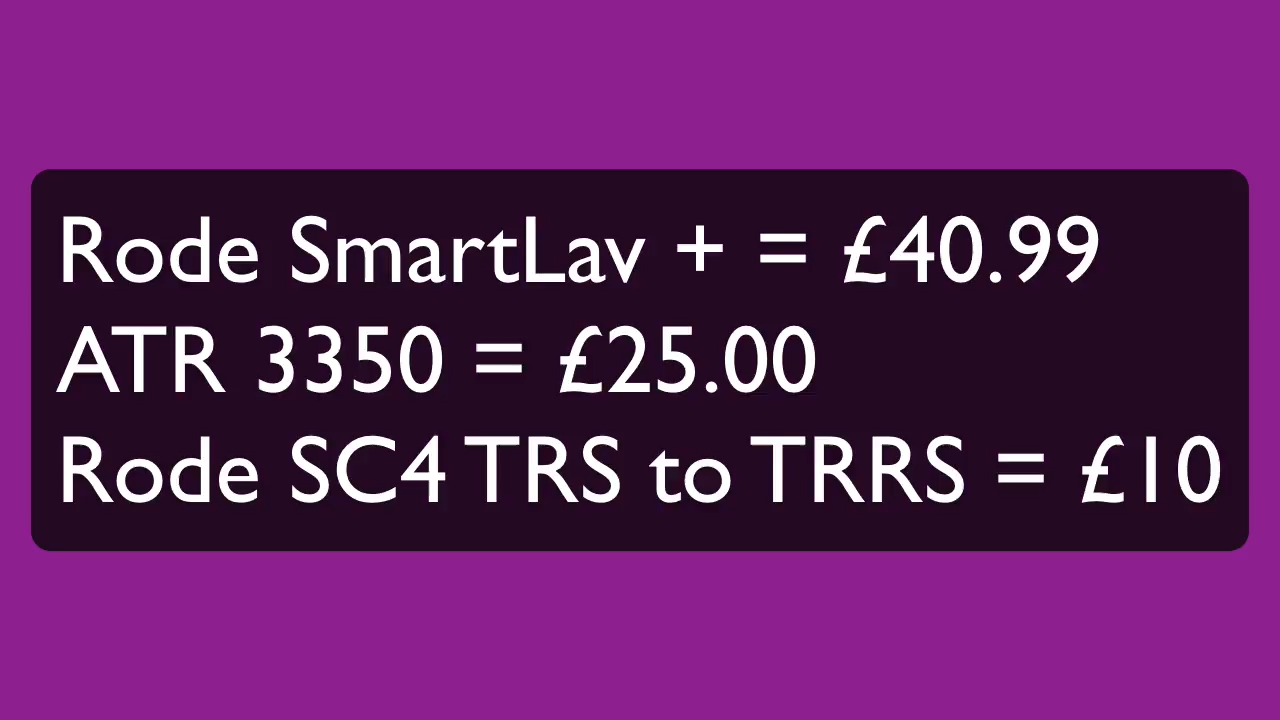 Rode SmartLav + = £40.99
ATR 3350 = £25.00
Rode SC4 TRS to TRRS = £10